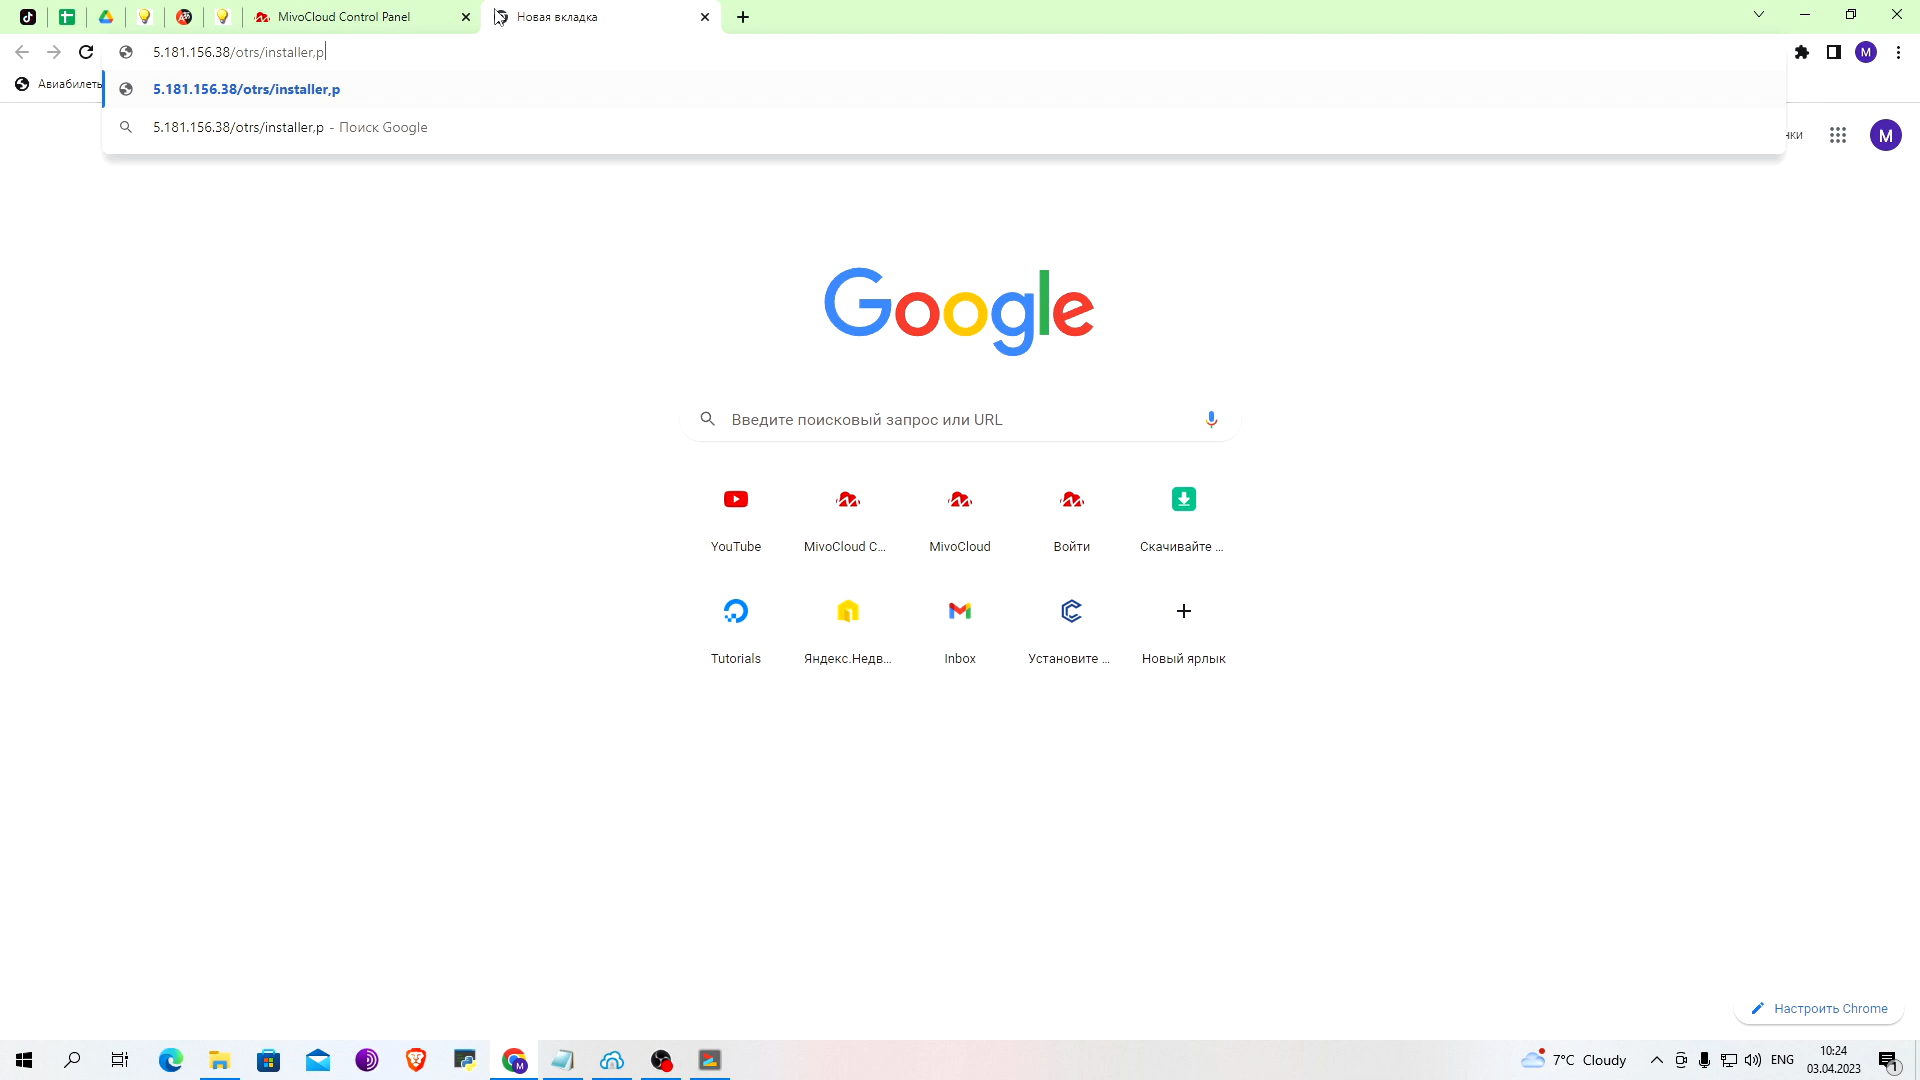 MivoCloud Control Panel
Новая вкладка
5.181.156.38/otrs/installer,p
M
Авиабилеты
5.181.156.38/otrs/installer,p
5.181.156.38/otrs/installer,p - Поиск Google
нки
M
Google
Введите поисковый запрос или URL
YouTube
MivoCloud C...
MivoCloud
Войти
Скачивайте ...
Tutorials
Яндекс.Недв...
Inbox
Установите ...
Новый ярлык
Настроить Chrome
7°C Cloudy
ENG
10:24
03.04.2023
1